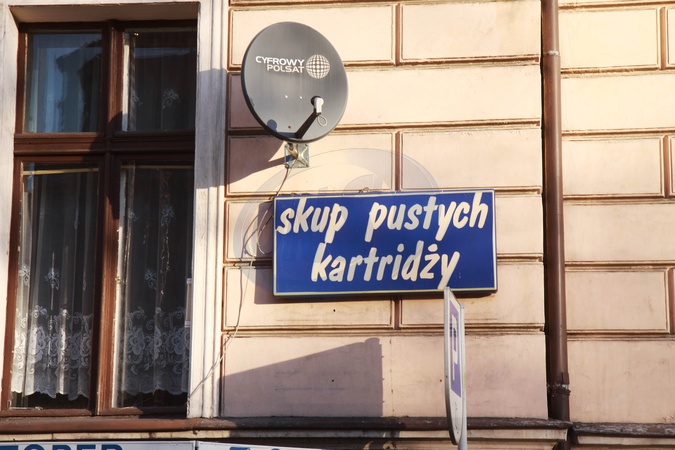 CYFROWY
POLSAT
skup pustych
kartridży
P